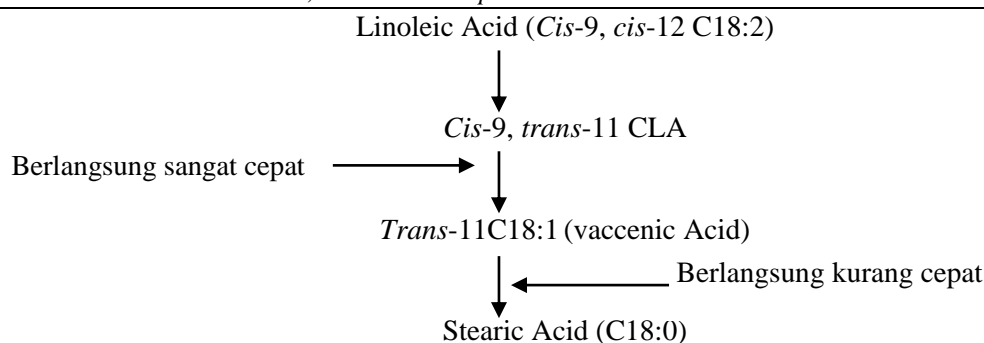 Linoleic Acid (Cis-9, cis-12 C18:2)
Cis-9, trans-11 CLA
Berlangsung sangat cepat
Trans-11C18:1 (vaccenic Acid)
Berlangsung kurang cepat
Stearic Acid (C18:0)